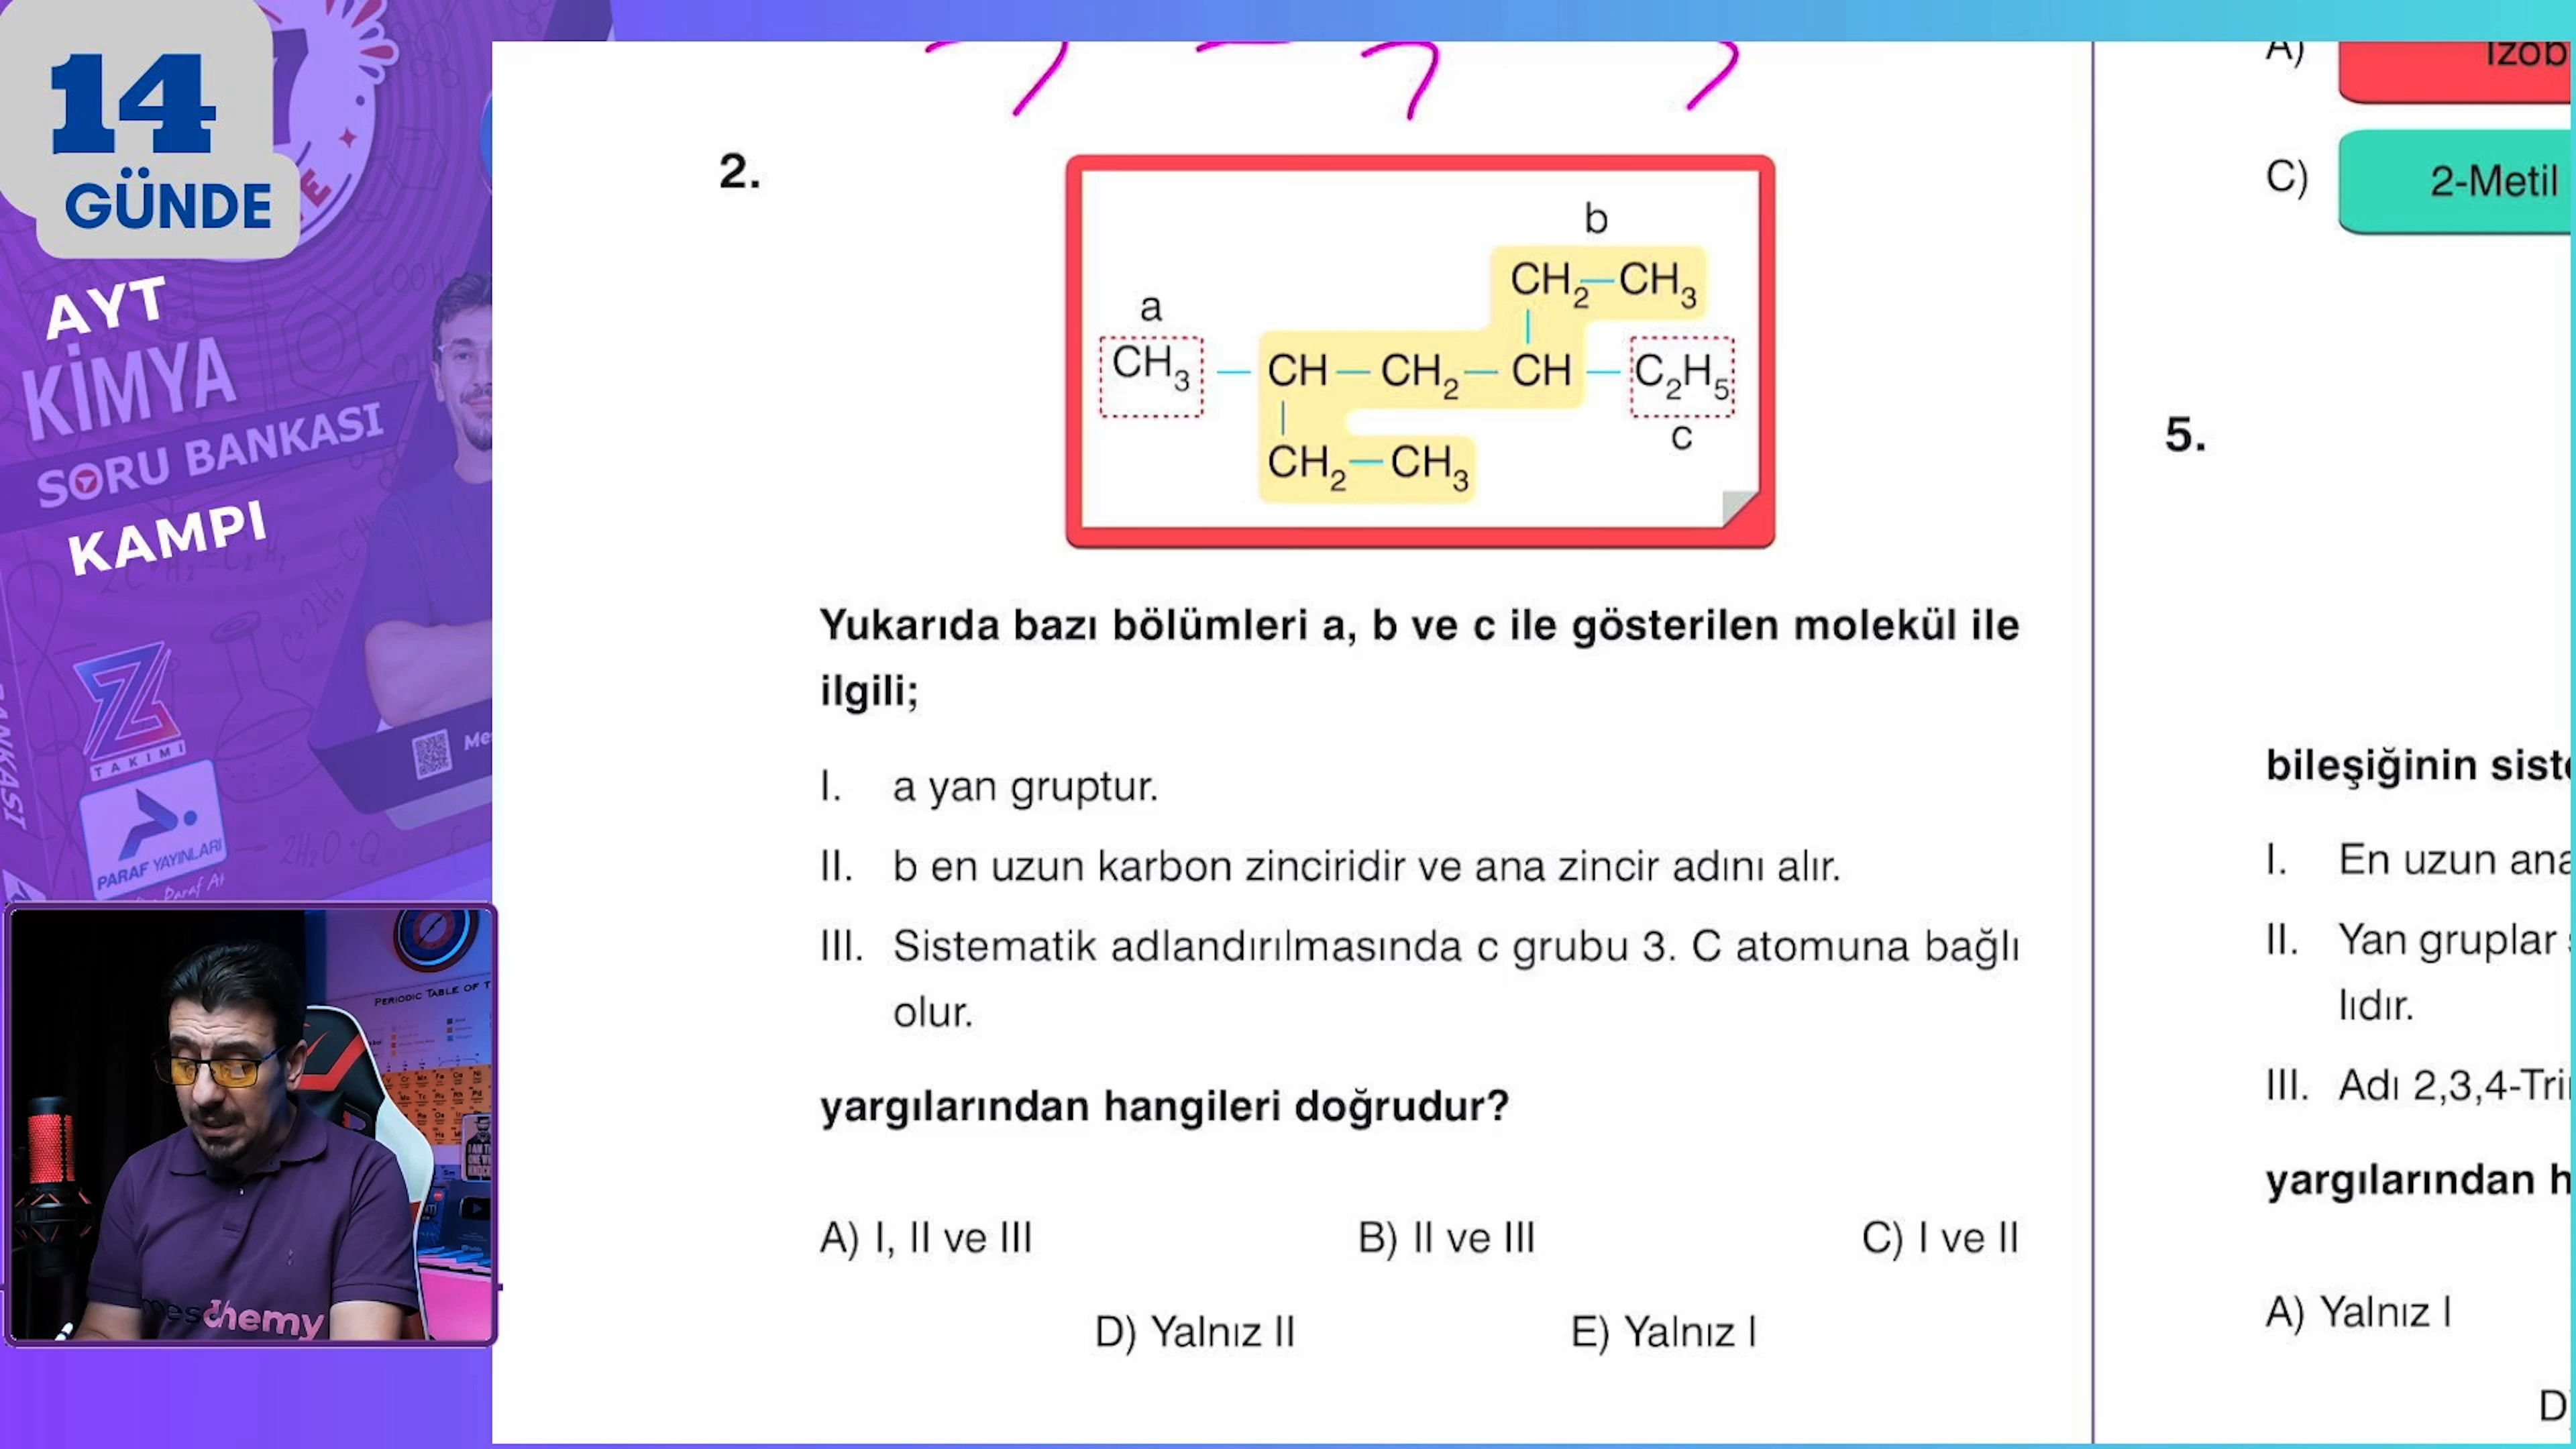 14
GÜNDE
AYT
KİMYA
SORU BANKASI
KAMPI
Z
TAKIMI
PARAF YAYINLARI
PERIODIC TABLE OF T
meschemy
2.
a
b
CH2—CH3
CH3 — CH — CH2 — CH — C2H5
c
CH2—CH3
Yukarıda bazı bölümleri a, b ve c ile gösterilen molekül ile
ilgili;
I. a yan gruptur.
II. b en uzun karbon zinciridir ve ana zincir adını alır.
III. Sistematik adlandırılmasında c grubu 3. C atomuna bağlı
olur.
yargılarından hangileri doğrudur?
A) I, II ve III
B) II ve III
C) I ve II
D) Yalnız II
E) Yalnız I
A) İzob
C) 2-Metil
5.
bileşiğinin sist
I. En uzun ana
II. Yan gruplar
lıdır.
III. Adı 2,3,4-Tri
yargılarından h
A) Yalnız I
D)